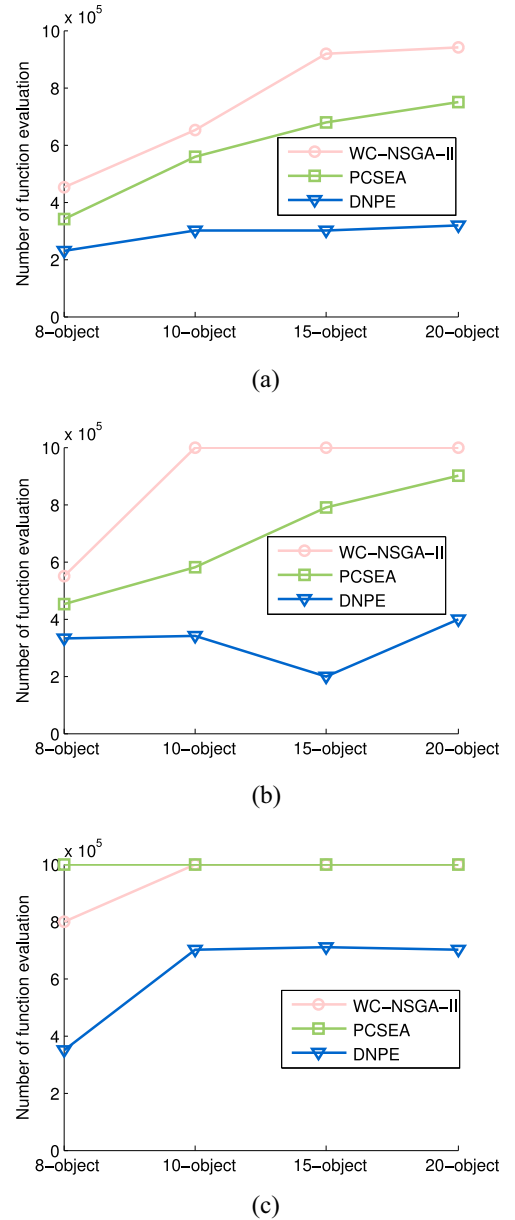 x 10^5
10
8
6
4
2
0
Number of function evaluation
WC−NSGA−II
PCSEA
DNPE
8−object 10−object 15−object 20−object
(a)
x 10^5
10
8
6
4
2
0
Number of function evaluation
WC−NSGA−II
PCSEA
DNPE
8−object 10−object 15−object 20−object
(b)
x 10^5
10
8
6
4
2
0
Number of function evaluation
WC−NSGA−II
PCSEA
DNPE
8−object 10−object 15−object 20−object
(c)